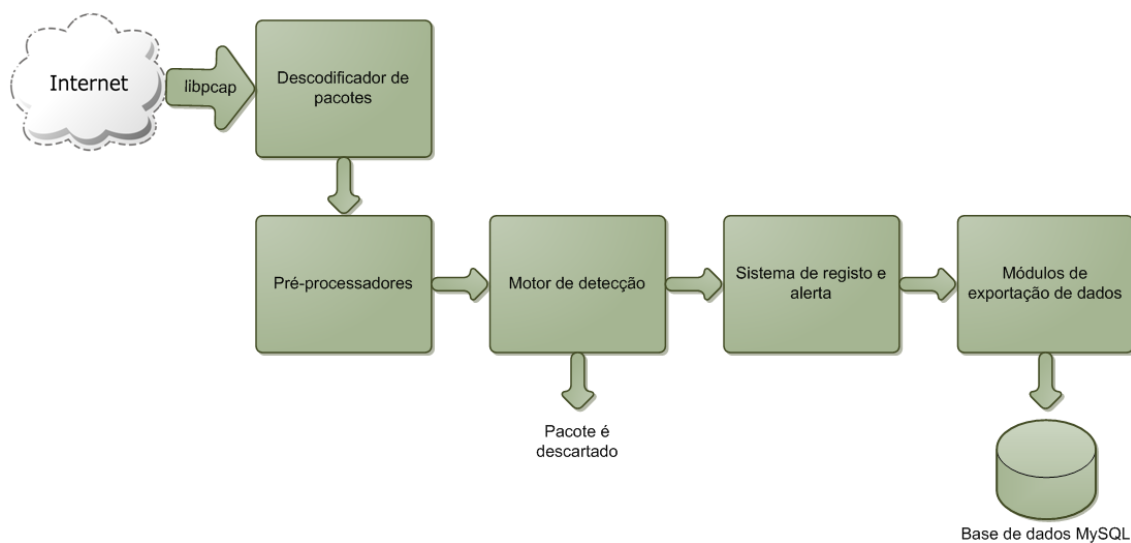 Internet
libpcap
Descodificador de
pacotes
Pré-processadores
Motor de detecção
Sistema de registo e
alerta
Módulos de
exportação de dados
Pacote é
descartado
Base de dados MySQL